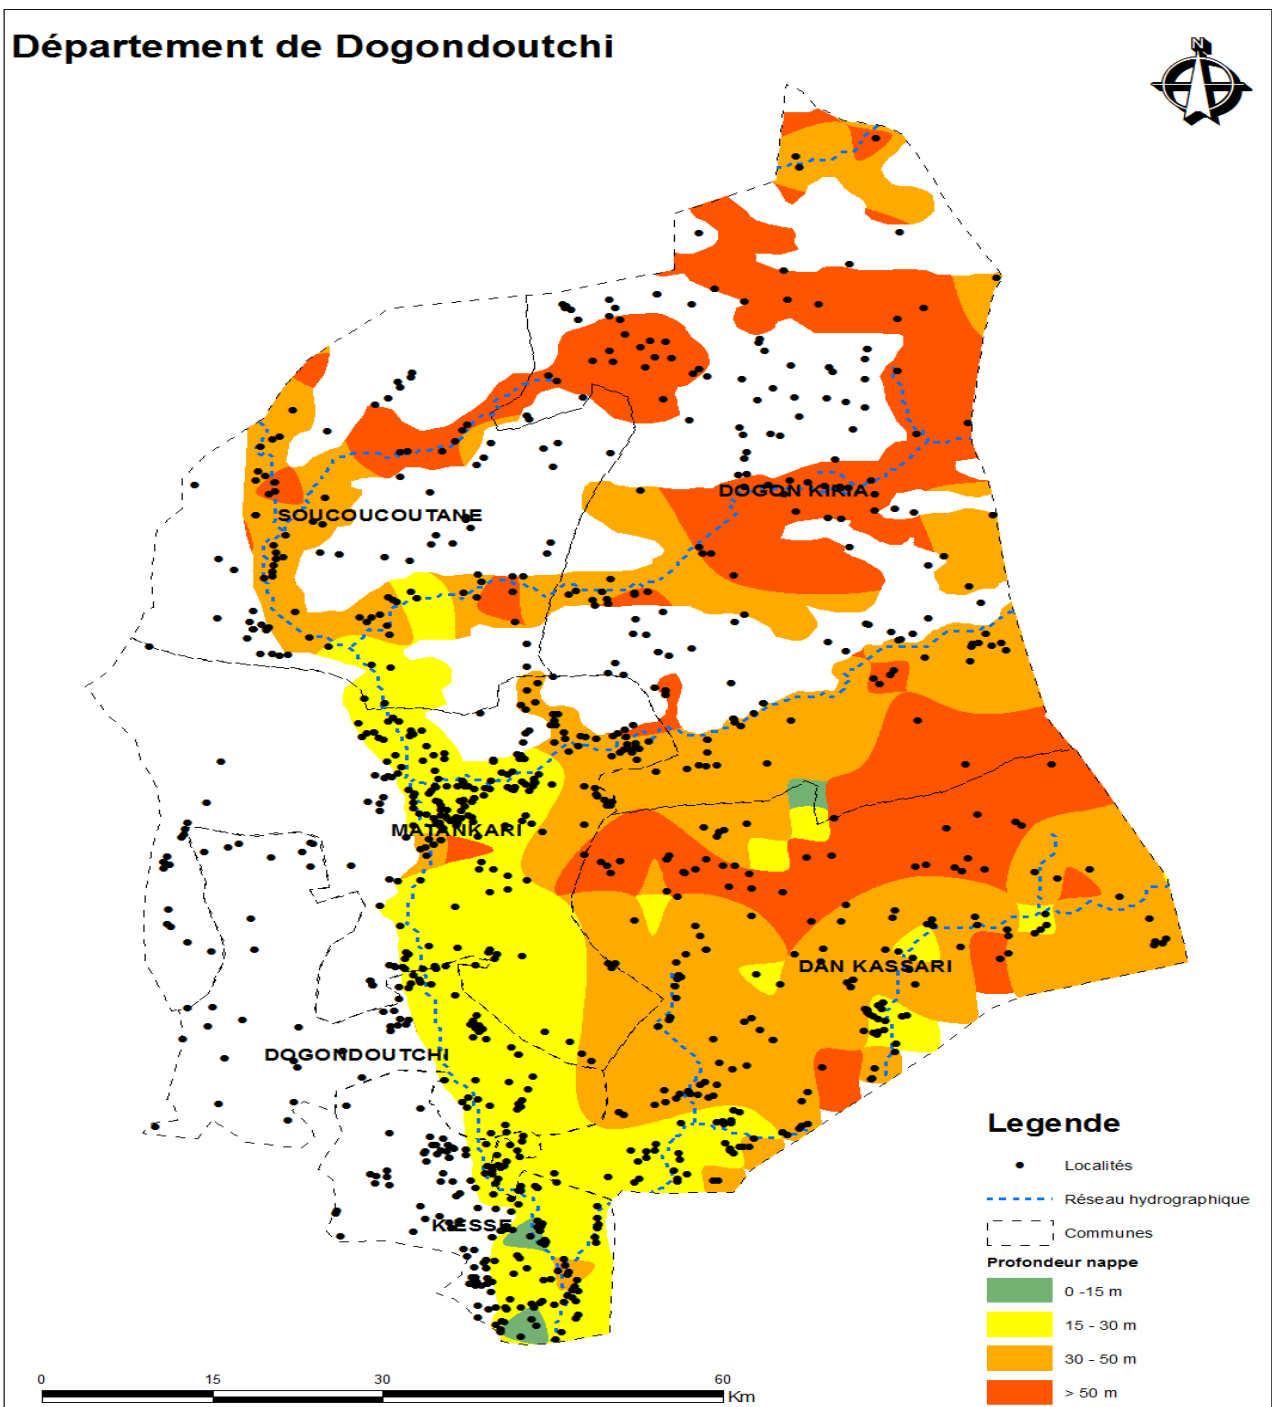 Département de Dogondoutchi
N
DOGON KIRIA
SOUCOUCOUTANE
MATANKARI
DAN KASSARI
DOGONDOUTCHI
KIESSE
Legende
Localités
Réseau hydrographique
Communes
Profondeur nappe
0 -15 m
15 - 30 m
30 - 50 m
> 50 m
0 15 30 60
Km